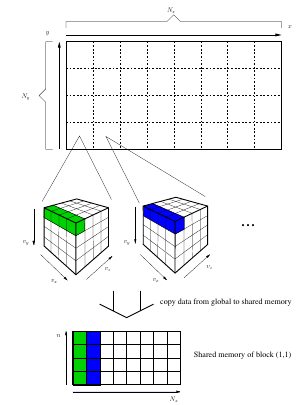 N_x
y
x
N_y
...
v_y
v_x
v_z
v_y
v_x
v_z
copy data from global to shared memory
u
Shared memory of block (1,1)
N_x